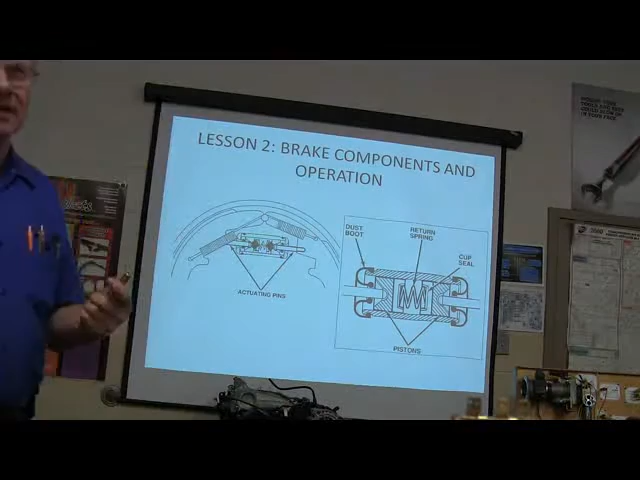 LESSON 2: BRAKE COMPONENTS AND
OPERATION
DUST
BOOT
RETURN
SPRING
CUP
SEAL
ACTUATING PINS
PISTONS